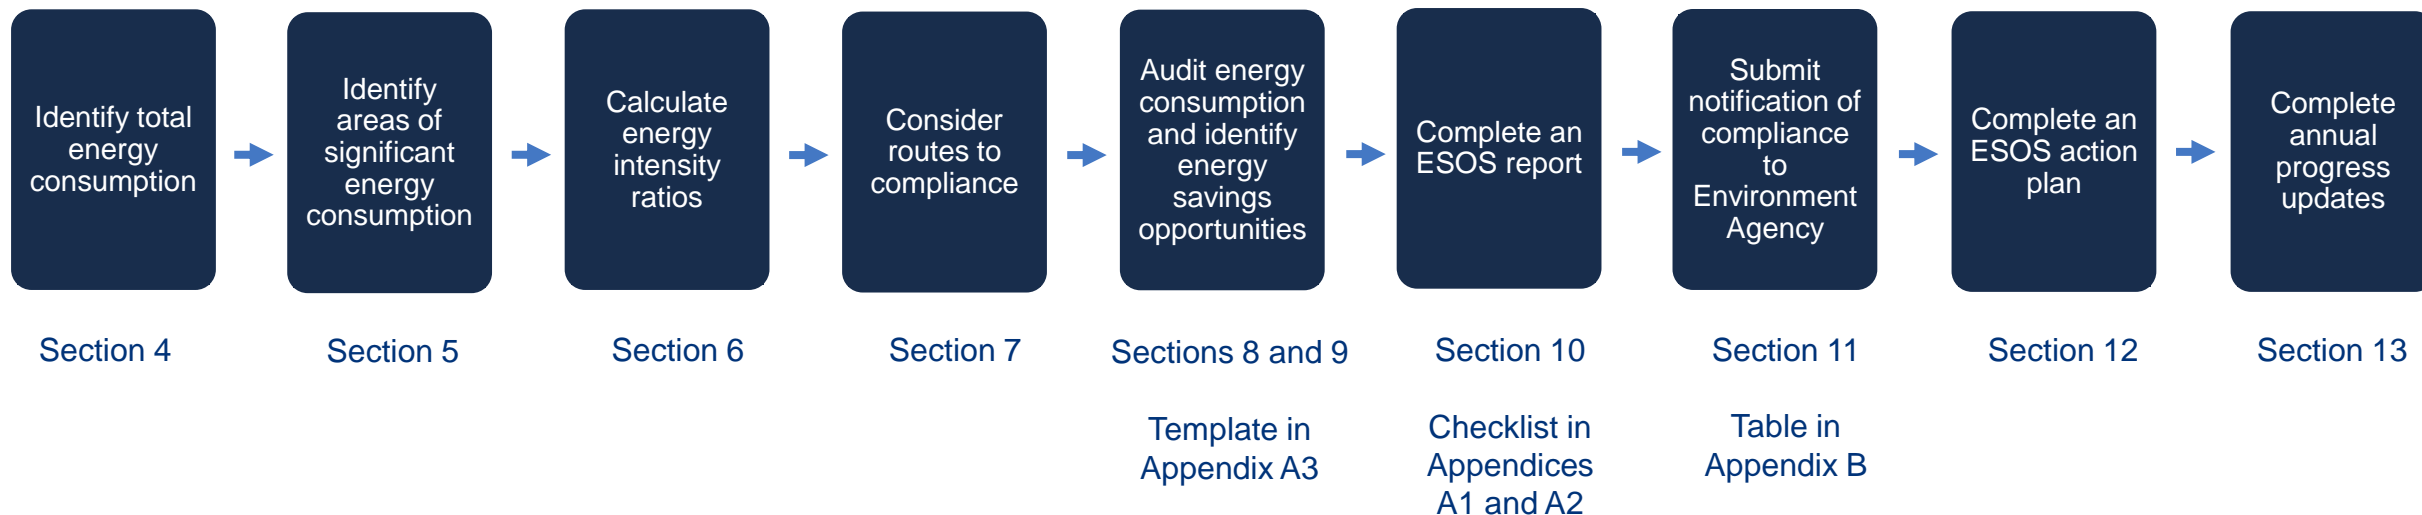 Identify total
energy
consumption
Identify
areas of
significant
energy
consumption
Calculate
energy
intensity
ratios
Consider
routes to
compliance
Audit energy
consumption
and identify
energy
savings
opportunities
Complete an
ESOS report
Submit
notification of
compliance
to
Environment
Agency
Complete an
ESOS action
plan
Complete
annual
progress
updates
Section 4
Section 5
Section 6
Section 7
Sections 8 and 9
Section 10
Section 11
Section 12
Section 13
Template in
Appendix A3
Checklist in
Appendices
A1 and A2
Table in
Appendix B